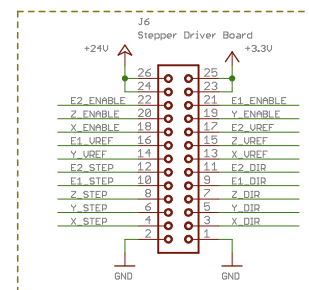 J6
Stepper Driver Board
+24V +3.3V
26 25
24 23
E2_ENABLE 22 21 E1_ENABLE
Z_ENABLE 20 19 Y_ENABLE
X_ENABLE 18 17 E2_VREF
E1_VREF 16 15 Z_VREF
Y_VREF 14 13 X_VREF
E2_STEP 12 11 E2_DIR
E1_STEP 10 9 E1_DIR
Z_STEP 8 7 Z_DIR
Y_STEP 6 5 Y_DIR
X_STEP 4 3 X_DIR
2 1
GND GND